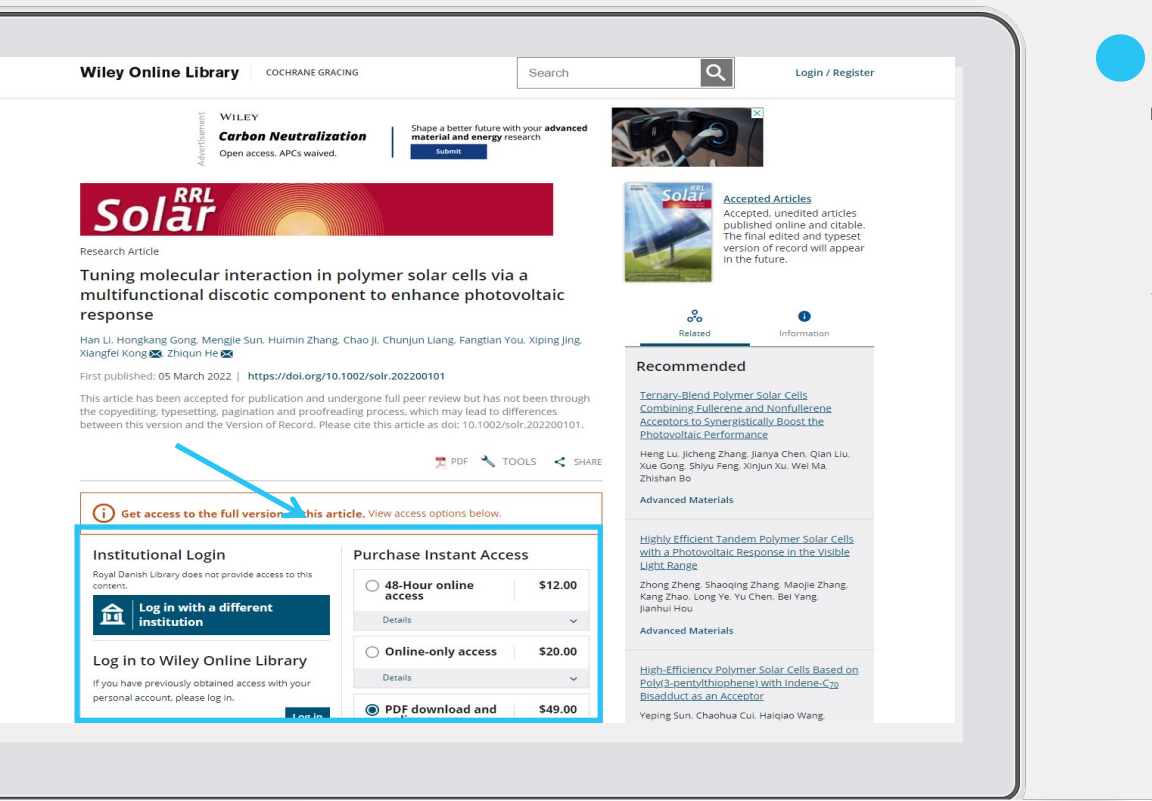 Wiley Online Library
COCHRANE GRACING
Search
Login / Register
Advertisement
WILEY
Carbon Neutralization
Open access. APCs waived.
Shape a better future with your advanced
material and energy research
Submit
Solar RRL
Research Article
Tuning molecular interaction in polymer solar cells via a
multifunctional discotic component to enhance photovoltaic
response
Han Li, Hongkang Gong, Mengjie Sun, Huimin Zhang, Chao Ji, Chunjun Liang, Fangtian You, Xiping Jing,
Xiangfei Kong, Zhiqun He
First published: 05 March 2022 | https://doi.org/10.1002/solr.202200101
This article has been accepted for publication and undergone full peer review but has not been through
the copyediting, typesetting, pagination and proofreading process, which may lead to differences
between this version and the Version of Record. Please cite this article as doi: 10.1002/solr.202200101.
PDF TOOLS SHARE
Get access to the full version of this article. View access options below.
Institutional Login
Royal Danish Library does not provide access to this
content.
Log in with a different
institution
Log in to Wiley Online Library
If you have previously obtained access with your
personal account, please log in.
Log in
Purchase Instant Access
48-Hour online
access
$12.00
Details
Online-only access
$20.00
Details
PDF download and
$49.00
Solar RRL
Accepted Articles
Accepted, unedited articles
published online and citable.
The final edited and typeset
version of record will appear
in the future.
Related
Information
Recommended
Ternary-Blend Polymer Solar Cells
Combining Fullerene and Nonfullerene
Acceptors to Synergistically Boost the
Photovoltaic Performance
Heng Lu, Jicheng Zhang, Jianya Chen, Qian Liu,
Xue Gong, Shiyu Feng, Xinjun Xu, Wei Ma,
Zhishan Bo
Advanced Materials
Highly Efficient Tandem Polymer Solar Cells
with a Photovoltaic Response in the Visible
Light Range
Zhong Zheng, Shaoqing Zhang, Maojie Zhang,
Kang Zhao, Long Ye, Yu Chen, Bei Yang,
Jianhui Hou
Advanced Materials
High-Efficiency Polymer Solar Cells Based on
Poly(3-pentylthiophene) with Indene-C70
Bisadduct as an Acceptor
Yeping Sun, Chaohua Cui, Haiqiao Wang,